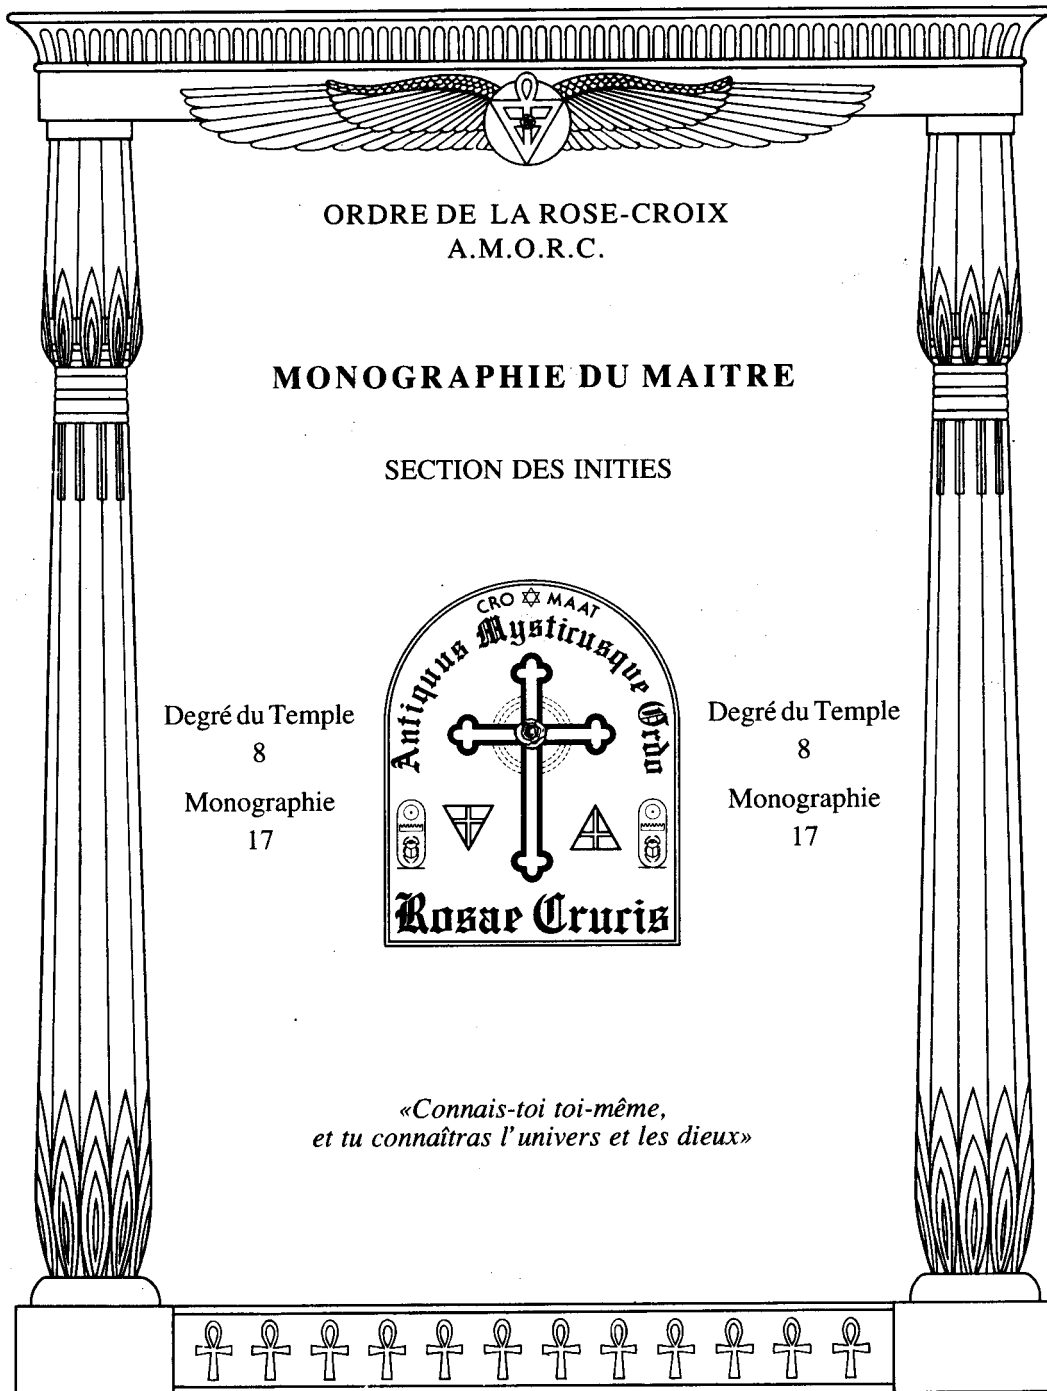 ORDRE DE LA ROSE-CROIX
A.M.O.R.C.
MONOGRAPHIE DU MAITRE
SECTION DES INITIES
CRO MAAT
Antiquus Mysticusque Ordo
Rosae Crucis
Degré du Temple
8
Monographie
17
Degré du Temple
8
Monographie
17
«Connais-toi toi-même,
et tu connaîtras l'univers et les dieux»